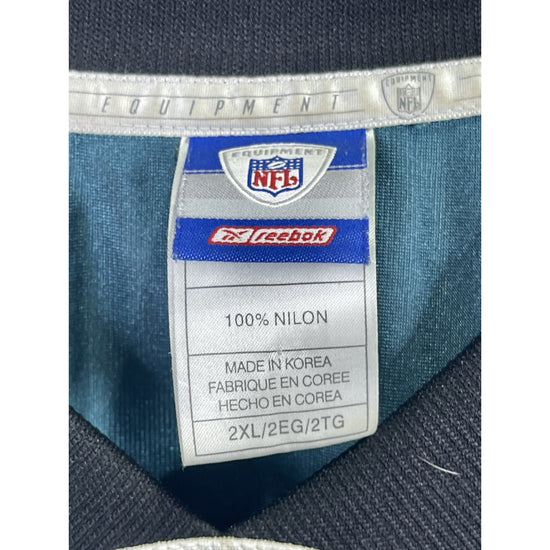 EQUIPMENT EQUIPMENT NFL
EQUIPMENT
NFL
Reebok
100% NILON
MADE IN KOREA
FABRIQUE EN COREE
HECHO EN COREA
2XL/2EG/2TG